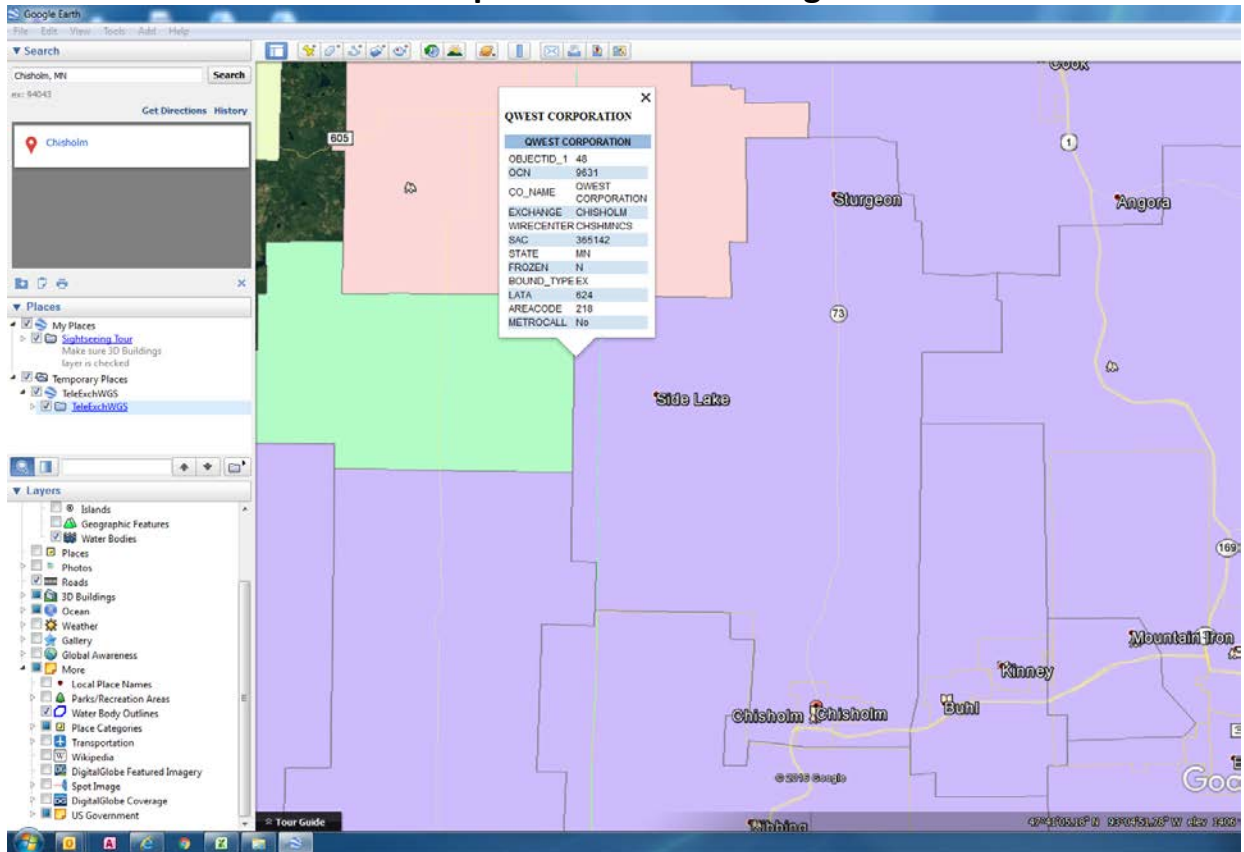 Google Earth
File Edit View Tools Add Help
Search
Chisholm, MN Search
ex: 94043
Get Directions History
Chisholm
Places
My Places
Sightseeing Tour
Make sure 3D Buildings
layer is checked
Temporary Places
TeleExchWGS
TeleExchWGS
Layers
Islands
Geographic Features
Water Bodies
Places
Photos
Roads
3D Buildings
Ocean
Weather
Gallery
Global Awareness
More
Local Place Names
Parks/Recreation Areas
Water Body Outlines
Place Categories
Transportation
Wikipedia
DigitalGlobe Featured Imagery
Spot Image
DigitalGlobe Coverage
US Government
Tour Guide
QWEST CORPORATION
QWEST CORPORATION
OBJECTID_1 48
OCN 9631
CO_NAME QWEST
CORPORATION
EXCHANGE CHISHOLM
WIRECENTER CHSHMNCS
SAC 365142
STATE MN
FROZEN N
BOUND_TYPE EX
LATA 624
AREACODE 218
METROCALL No
605
Cook
1
Sturgeon
Angora
73
Side Lake
169
Mountain Iron
Kinney
Buhl
Chisholm Chisholm
© 2016 Google
Goo
Hibbing